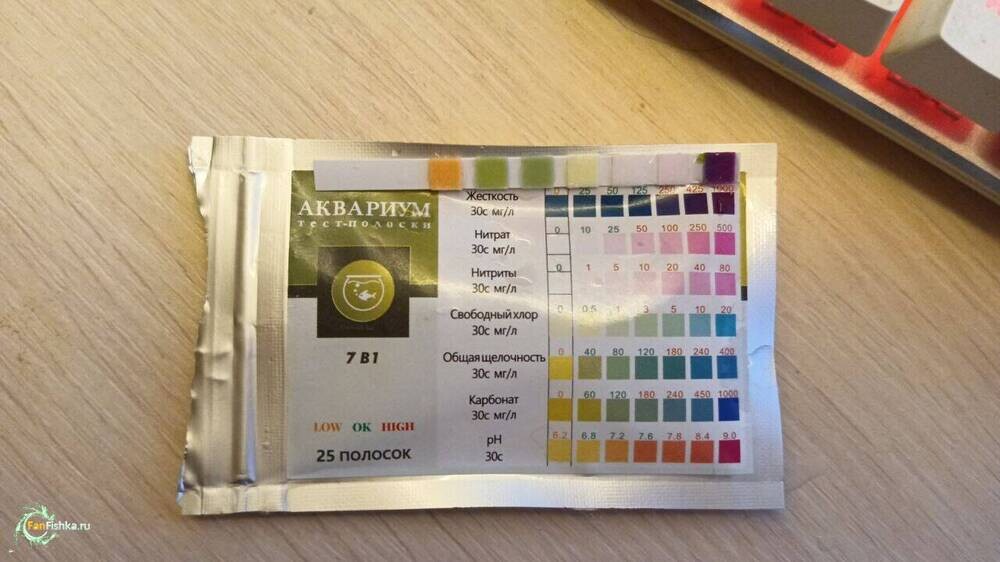 АКВАРИУМ
тест-полоски
7 В1
LOW OK HIGH
25 ПОЛОСОК
Жесткость
30с мг/л
0 25 50 125 250 425 1000
Нитрат
30с мг/л
0 10 25 50 100 250 500
Нитриты
30с мг/л
0 1 5 10 20 40 80
Свободный хлор
30с мг/л
0 0.5 1 3 5 10 20
Общая щелочность
30с мг/л
0 40 80 120 180 240 400
Карбонат
30с мг/л
0 60 120 180 240 450 1000
pH
30с
6.2 6.8 7.2 7.6 7.8 8.4 9.0
FanFishka.ru